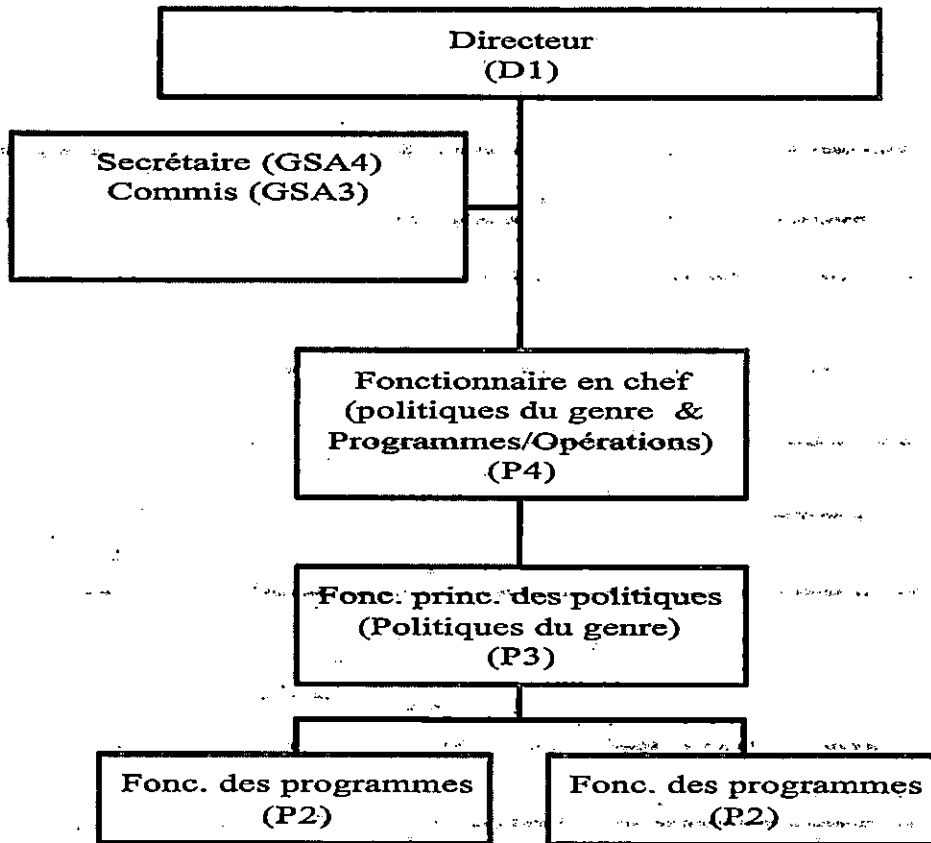 Directeur
(D1)
Secrétaire (GSA4)
Commis (GSA3)
Fonctionnaire en chef
(politiques du genre &
Programmes/Opérations)
(P4)
Fonc. princ. des politiques
(Politiques du genre)
(P3)
Fonc. des programmes
(P2)
Fonc. des programmes
(P2)